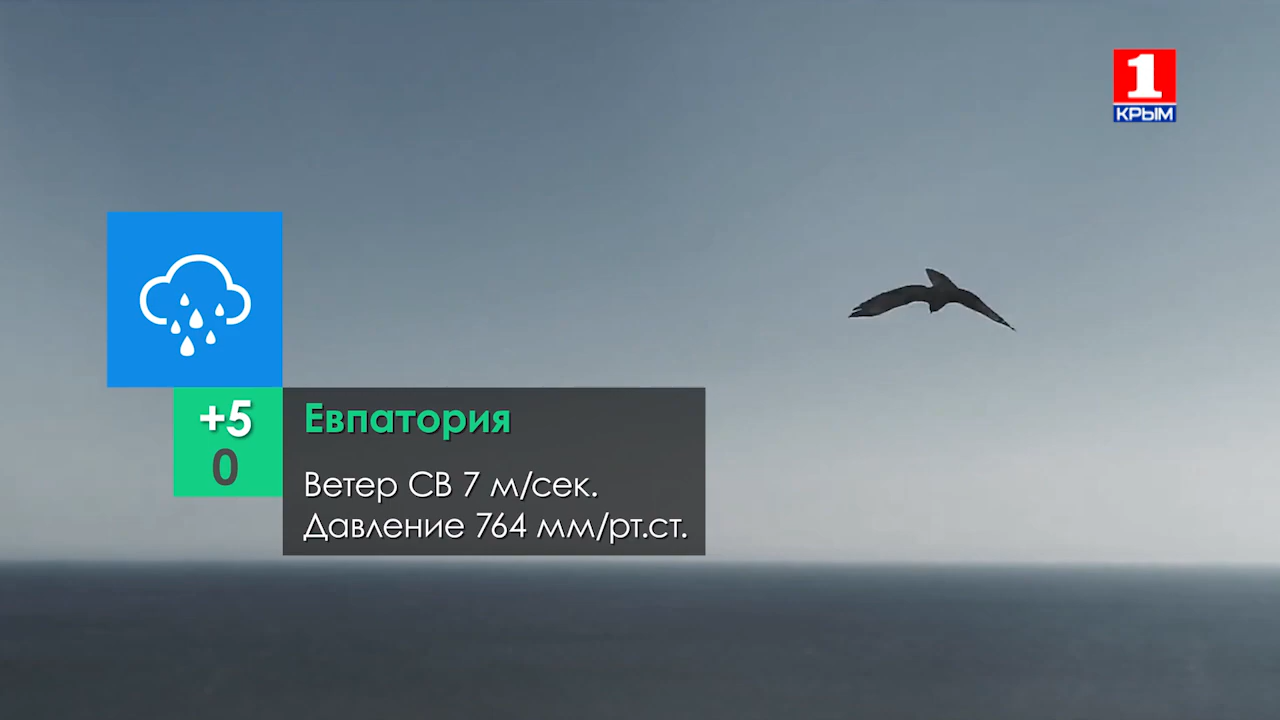 1
КРЫМ
+5
0
Евпатория
Ветер СВ 7 м/сек.
Давление 764 мм/рт.ст.